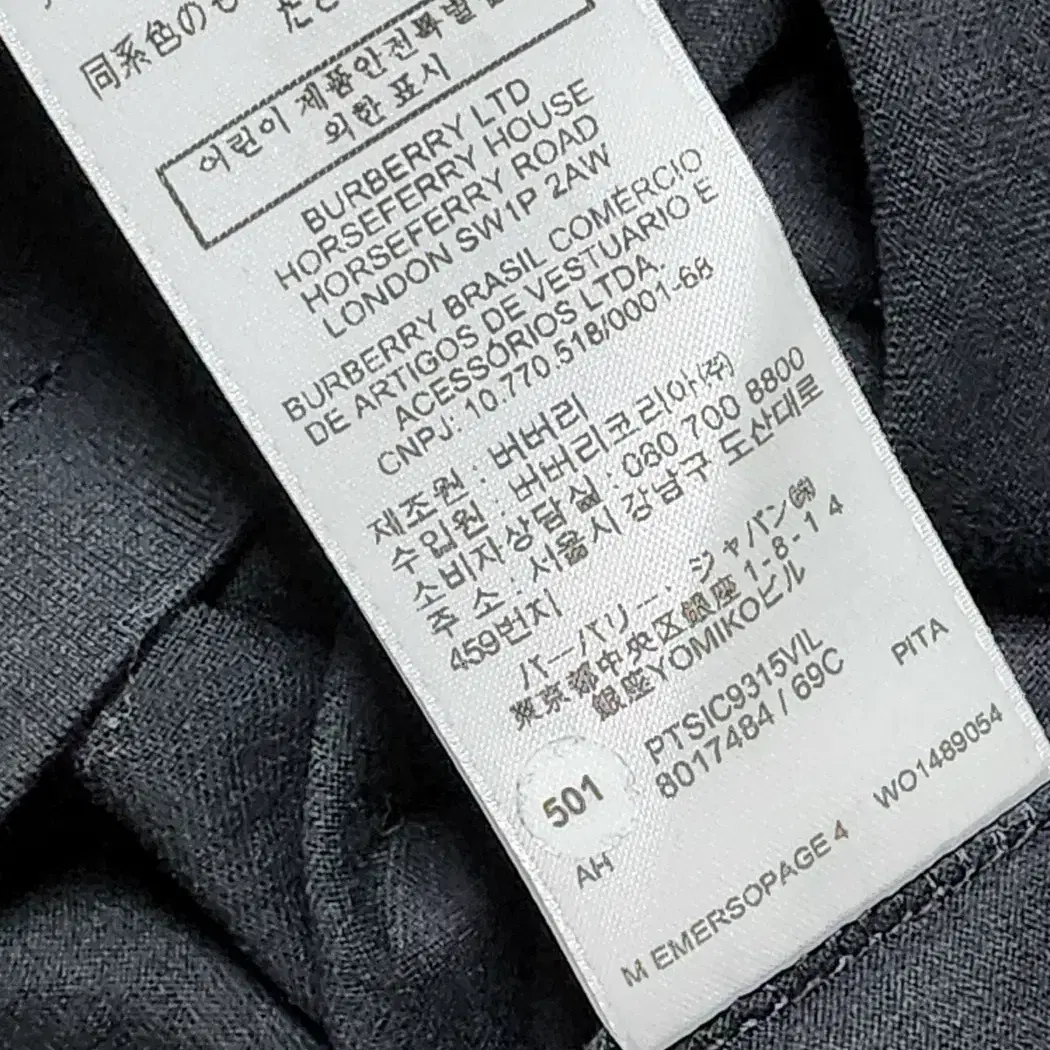 同系色のも
たさ
어린이 제품안전특별
의한 표시
BURBERRY LTD
HORSEFERRY HOUSE
HORSEFERRY ROAD
LONDON SW1P 2AW
BURBERRY BRASIL COMÉRCIO
DE ARTIGOS DE VESTUARIO E
ACESSÓRIOS LTDA.
CNPJ: 10.770.518/0001-68
제조원 : 버버리
수입원 : 버버리코리아(주)
소비자상담실 : 080 700 8800
주 소 : 서울시 강남구 도산대로
459번지
バーバリー・ジャパン㈱
東京都中央区銀座 1-8-14
銀座YOMIKOビル
PTSIC9315VIL
8017484 / 69C
PITA
501
AH
WO1489054
M EMERSOPAGE 4